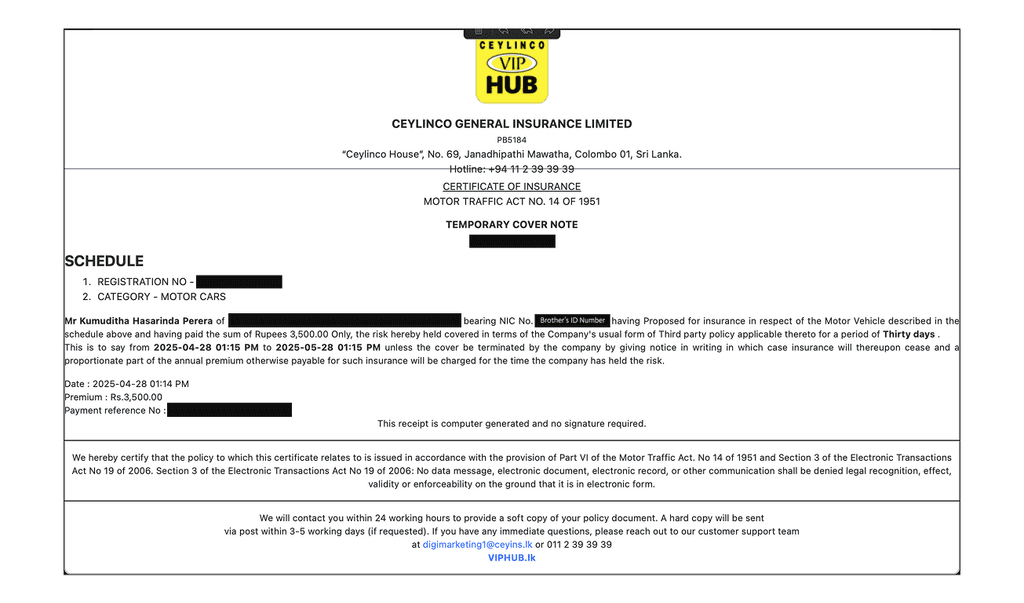 CEYLINCO
VIP
HUB
CEYLINCO GENERAL INSURANCE LIMITED
PB5184
“Ceylinco House”, No. 69, Janadhipathi Mawatha, Colombo 01, Sri Lanka.
Hotline: +94 11 2 39 39 39
CERTIFICATE OF INSURANCE
MOTOR TRAFFIC ACT NO. 14 OF 1951
TEMPORARY COVER NOTE
SCHEDULE
1. REGISTRATION NO -
2. CATEGORY - MOTOR CARS
Mr Kumuditha Hasarinda Perera of bearing NIC No. Brother's ID Number having Proposed for insurance in respect of the Motor Vehicle described in the
schedule above and having paid the sum of Rupees 3,500.00 Only, the risk hereby held covered in terms of the Company's usual form of Third party policy applicable thereto for a period of Thirty days .
This is to say from 2025-04-28 01:15 PM to 2025-05-28 01:15 PM unless the cover be terminated by the company by giving notice in writing in which case insurance will thereupon cease and a
proportionate part of the annual premium otherwise payable for such insurance will be charged for the time the company has held the risk.
Date : 2025-04-28 01:14 PM
Premium : Rs.3,500.00
Payment reference No :
This receipt is computer generated and no signature required.
We hereby certify that the policy to which this certificate relates to is issued in accordance with the provision of Part VI of the Motor Traffic Act. No 14 of 1951 and Section 3 of the Electronic Transactions
Act No 19 of 2006. Section 3 of the Electronic Transactions Act No 19 of 2006: No data message, electronic document, electronic record, or other communication shall be denied legal recognition, effect,
validity or enforceability on the ground that it is in electronic form.
We will contact you within 24 working hours to provide a soft copy of your policy document. A hard copy will be sent
via post within 3-5 working days (if requested). If you have any immediate questions, please reach out to our customer support team
at digimarketing1@ceyins.lk or 011 2 39 39 39
VIPHUB.lk